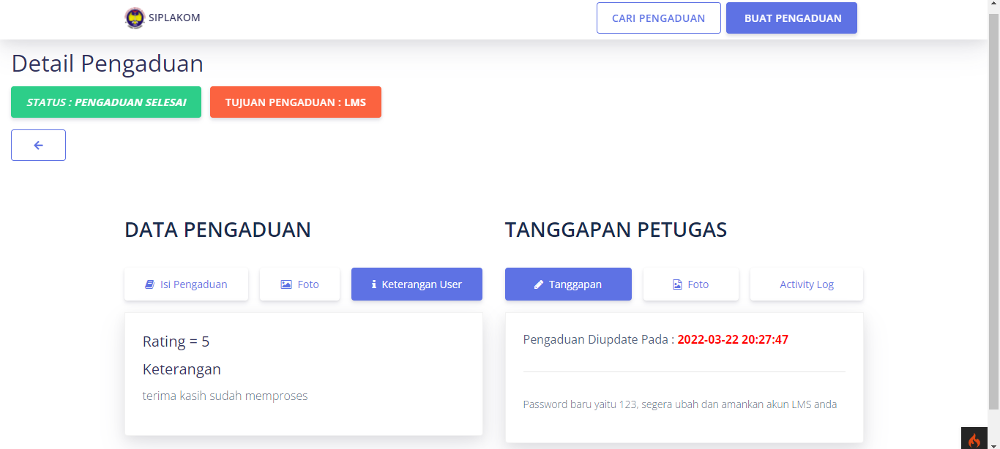 SIPLAKOM
CARI PENGADUAN
BUAT PENGADUAN
Detail Pengaduan
STATUS : PENGADUAN SELESAI
TUJUAN PENGADUAN : LMS
DATA PENGADUAN
Isi Pengaduan
Foto
Keterangan User
Rating = 5
Keterangan
terima kasih sudah memproses
TANGGAPAN PETUGAS
Tanggapan
Foto
Activity Log
Pengaduan Diupdate Pada : 2022-03-22 20:27:47
Password baru yaitu 123, segera ubah dan amankan akun LMS anda